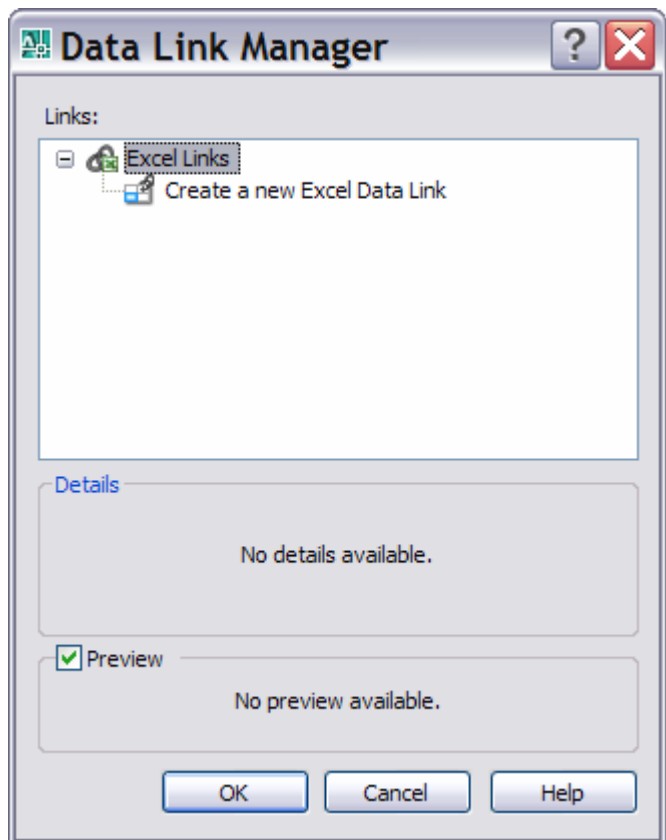 Data Link Manager
Links:
Excel Links
Create a new Excel Data Link
Details
No details available.
Preview
No preview available.
OK Cancel Help